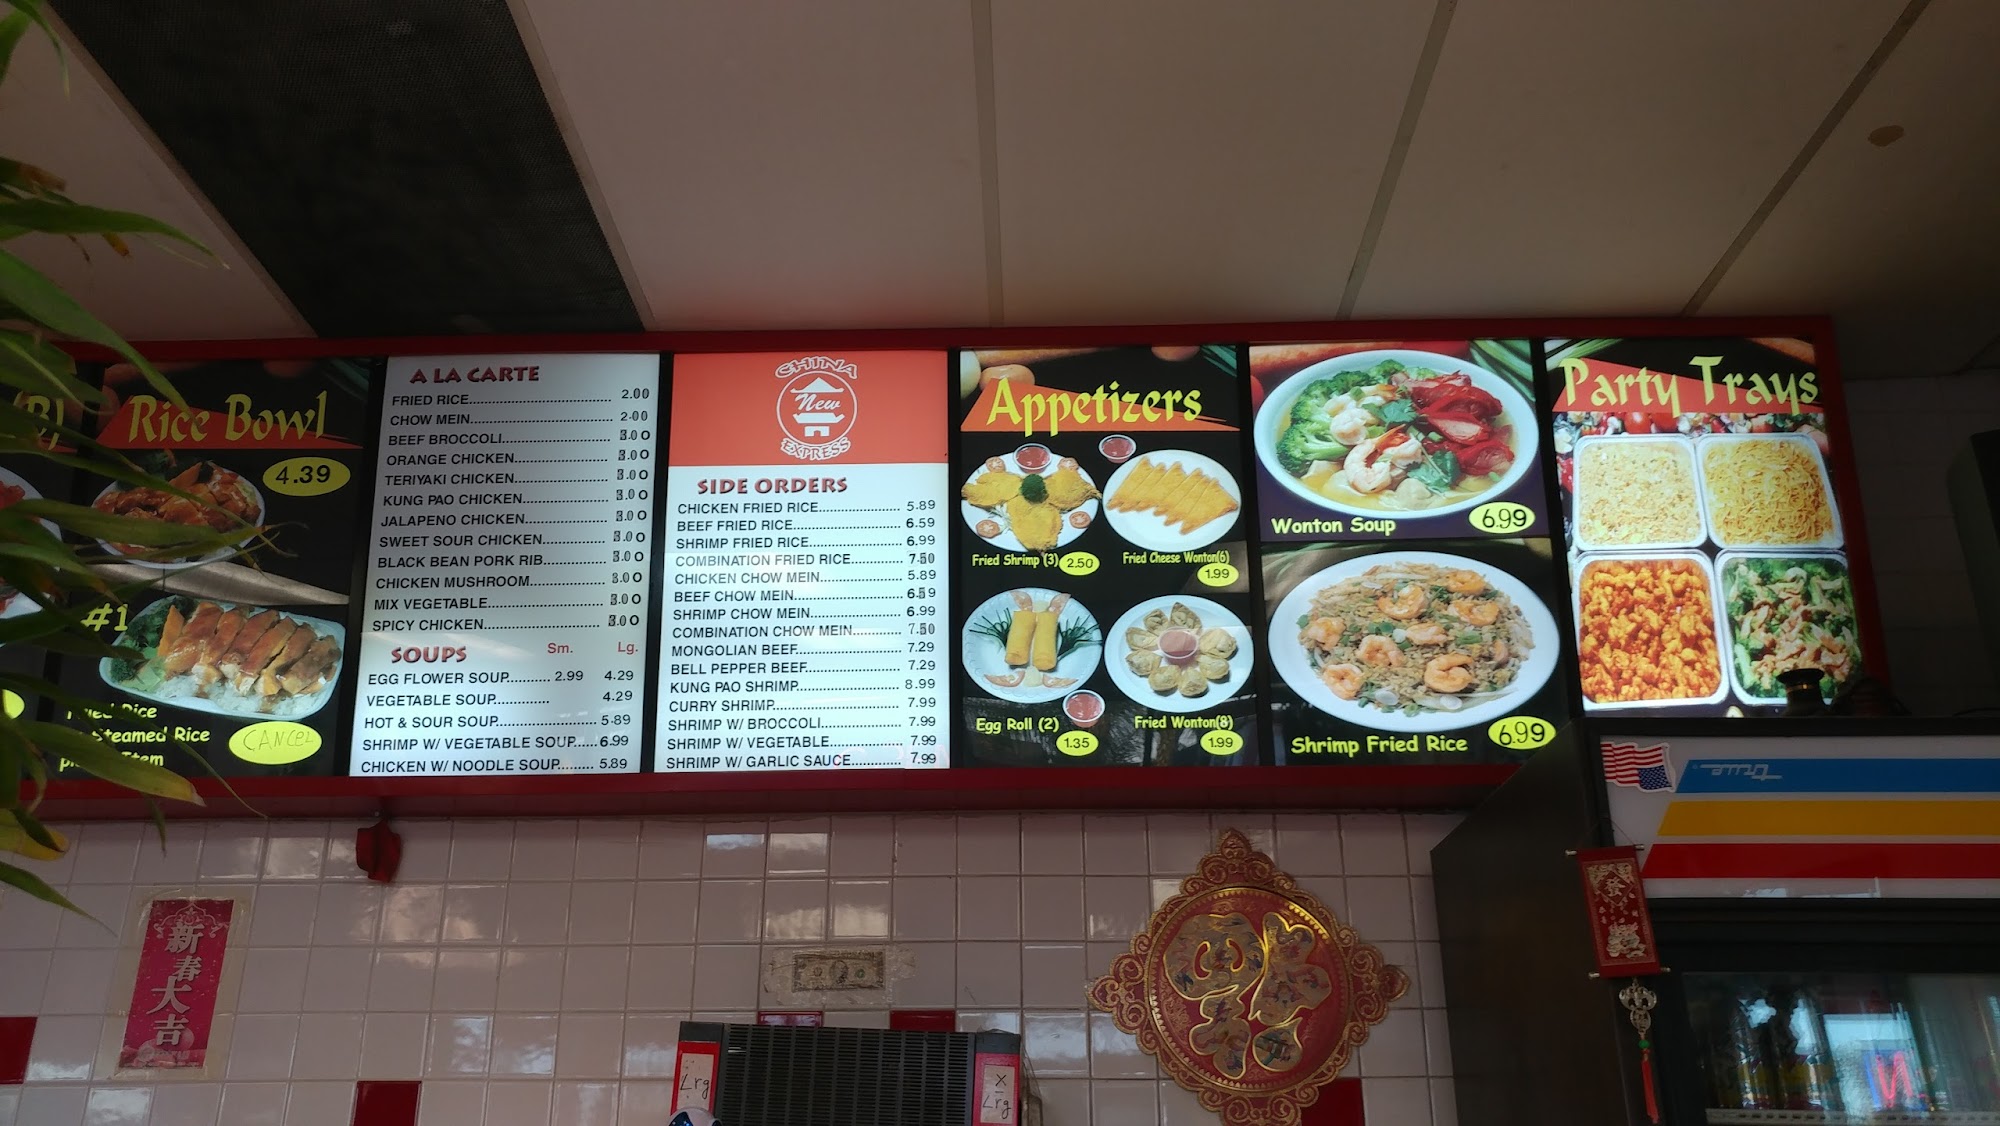 (B)
Rice Bowl
4.39
#1
Fried Rice
Steamed Rice
Item
CANCEL
A LA CARTE
FRIED RICE 2.00
CHOW MEIN 2.00
BEEF BROCCOLI 3.00
ORANGE CHICKEN 3.00
TERIYAKI CHICKEN 3.00
KUNG PAO CHICKEN 3.00
JALAPENO CHICKEN 3.00
SWEET SOUR CHICKEN 3.00
BLACK BEAN PORK RIB 3.00
CHICKEN MUSHROOM 3.00
MIX VEGETABLE 3.00
SPICY CHICKEN 3.00
SOUPS Sm. Lg.
EGG FLOWER SOUP 2.99 4.29
VEGETABLE SOUP 4.29
HOT & SOUR SOUP 5.89
SHRIMP W/ VEGETABLE SOUP 6.99
CHICKEN W/ NOODLE SOUP 5.89
CHINA
New
EXPRESS
SIDE ORDERS
CHICKEN FRIED RICE 5.89
BEEF FRIED RICE 6.59
SHRIMP FRIED RICE 6.99
COMBINATION FRIED RICE 7.50
CHICKEN CHOW MEIN 5.89
BEEF CHOW MEIN 6.59
SHRIMP CHOW MEIN 6.99
COMBINATION CHOW MEIN 7.50
MONGOLIAN BEEF 7.29
BELL PEPPER BEEF 7.29
KUNG PAO SHRIMP 8.99
CURRY SHRIMP 7.99
SHRIMP W/ BROCCOLI 7.99
SHRIMP W/ VEGETABLE 7.99
SHRIMP W/ GARLIC SAUCE 7.99
Appetizers
Fried Shrimp (3) 2.50
Fried Cheese Wonton(6)
1.99
Egg Roll (2)
1.35
Fried Wonton(8)
1.99
Wonton Soup 6.99
Shrimp Fried Rice 6.99
Party Trays
True
新春大吉
Lrg
X
Lrg